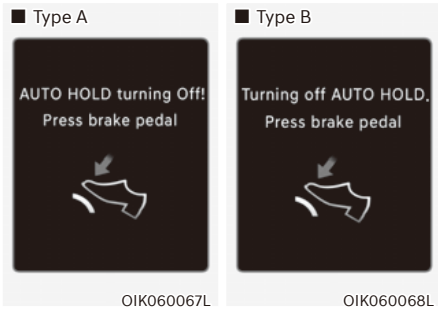 ■ Type A
AUTO HOLD turning Off!
Press brake pedal
OIK060067L
■ Type B
Turning off AUTO HOLD.
Press brake pedal
OIK060068L